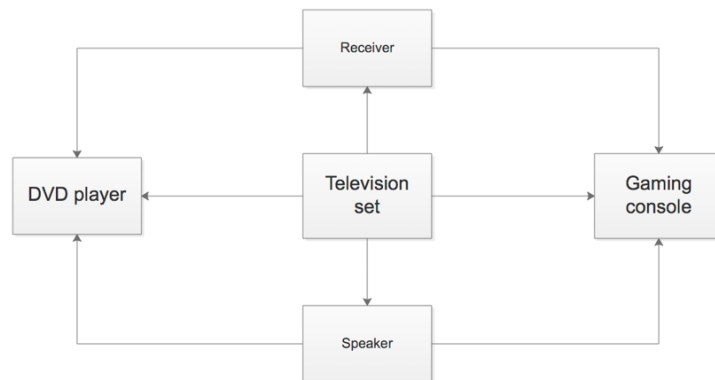 Receiver
DVD player
Television
set
Gaming
console
Speaker